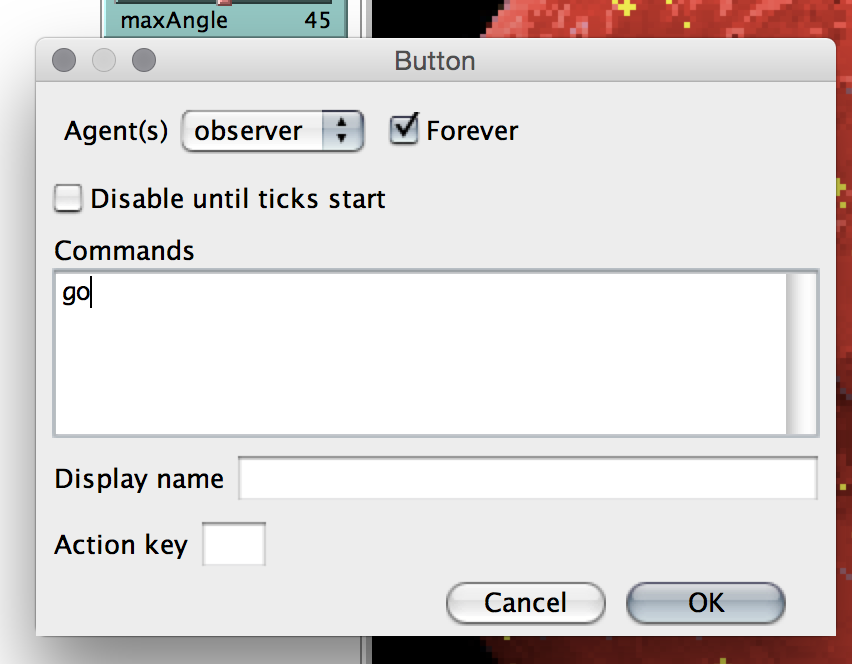 maxAngle 45
Button
Agent(s) observer Forever
Disable until ticks start
Commands
go
Display name
Action key
Cancel OK